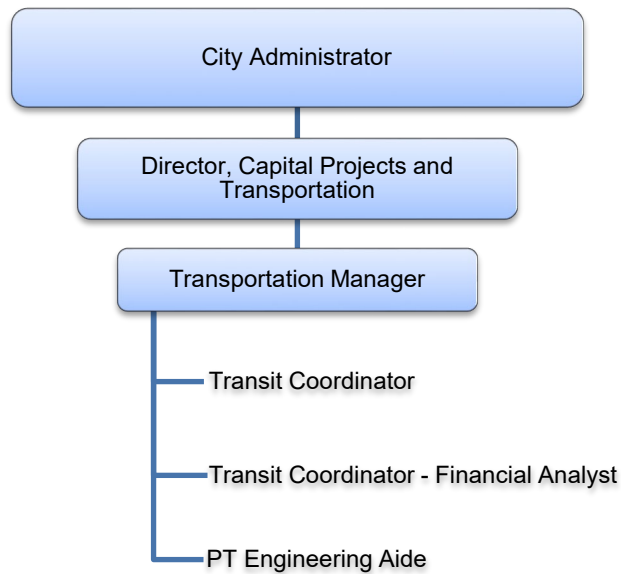 City Administrator
Director, Capital Projects and
Transportation
Transportation Manager
Transit Coordinator
Transit Coordinator - Financial Analyst
PT Engineering Aide